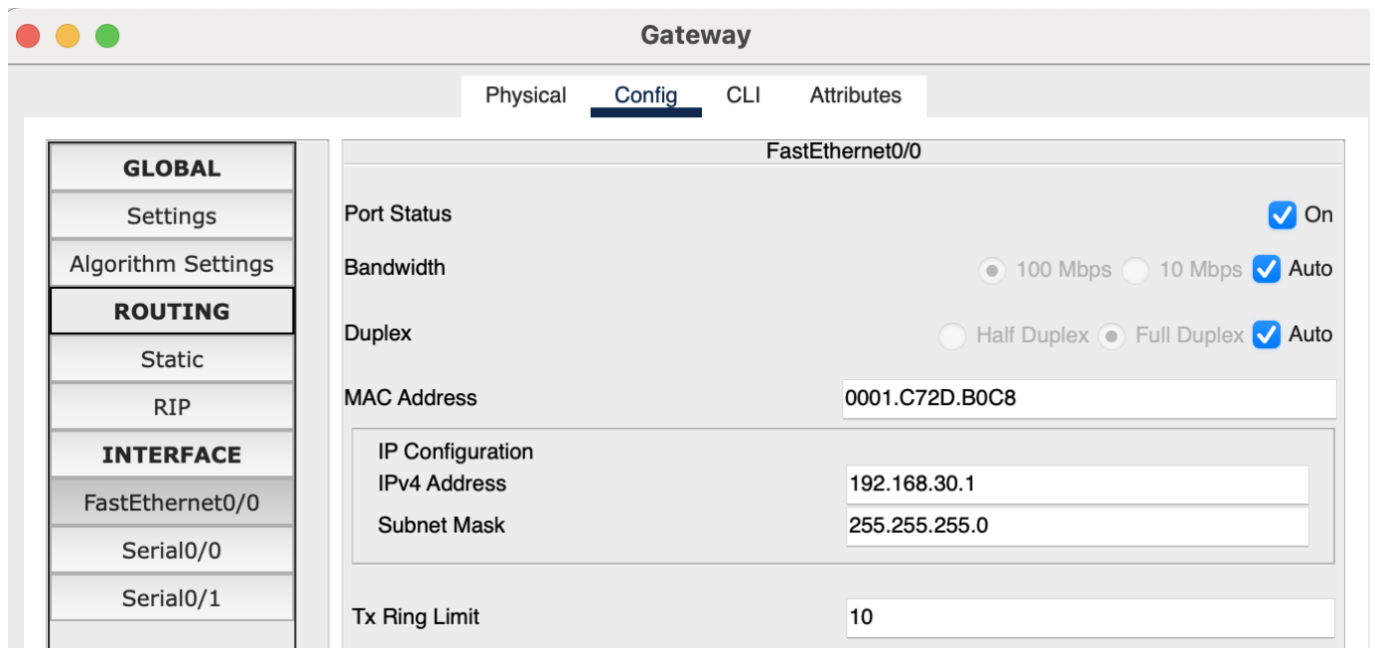 Gateway
Physical Config CLI Attributes
GLOBAL
Settings
Algorithm Settings
ROUTING
Static
RIP
INTERFACE
FastEthernet0/0
Serial0/0
Serial0/1
FastEthernet0/0
Port Status On
Bandwidth 100 Mbps 10 Mbps Auto
Duplex Half Duplex Full Duplex Auto
MAC Address 0001.C72D.B0C8
IP Configuration
IPv4 Address 192.168.30.1
Subnet Mask 255.255.255.0
Tx Ring Limit 10